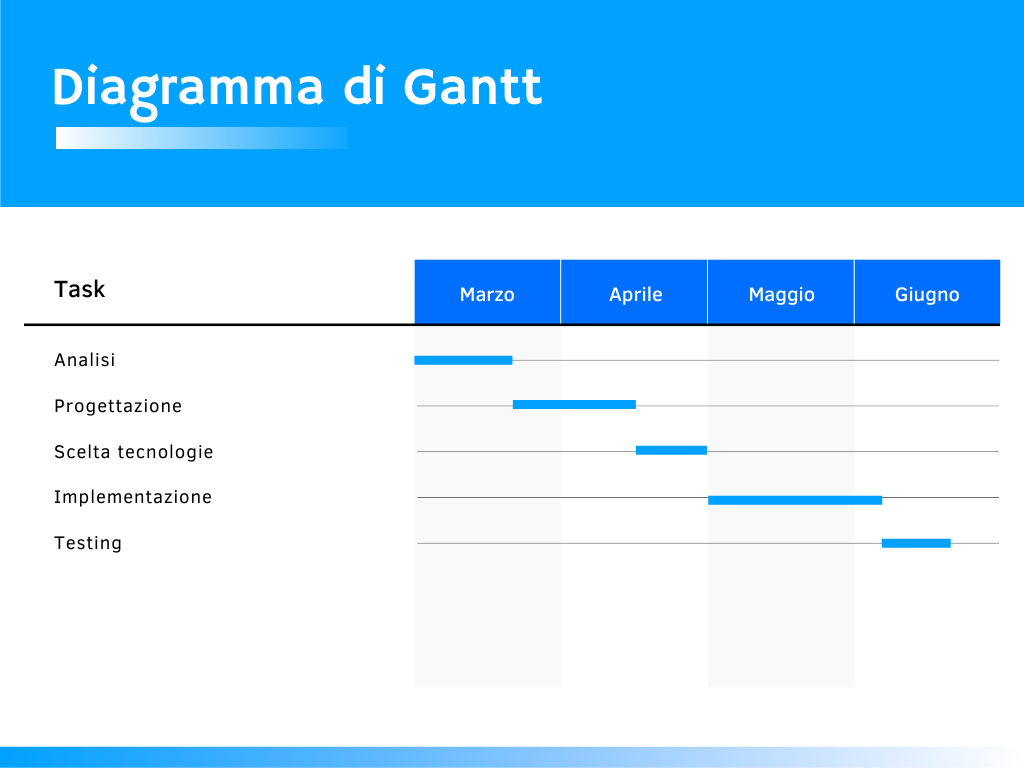 Diagramma di Gantt
Task
Marzo
Aprile
Maggio
Giugno
Analisi
Progettazione
Scelta tecnologie
Implementazione
Testing